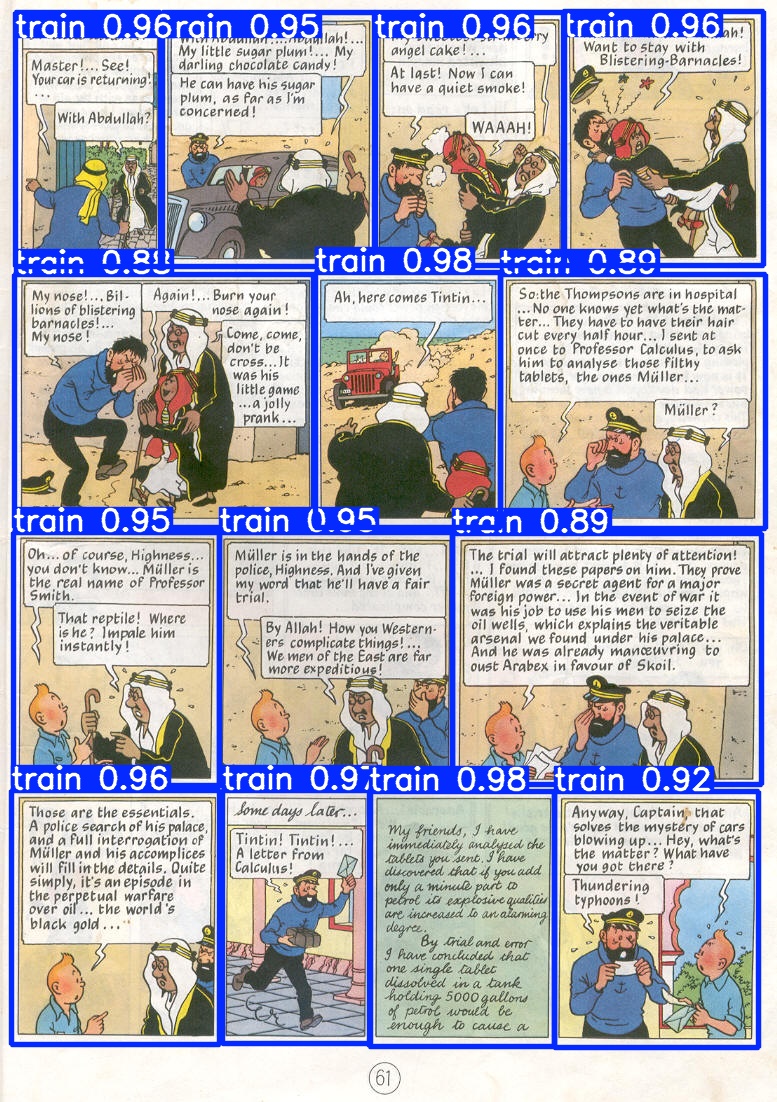 train 0.96
Master!... See!
Your car is returning!
...
With Abdullah?
train 0.95
My little sugar plum!... My
darling chocolate candy!
He can have his sugar
plum, as far as I'm
concerned!
train 0.96
angel cake!...
At last! Now I can
have a quiet smoke!
WAAAH!
train 0.96
Want to stay with
Blistering-Barnacles!
train
My nose!... Bil-
lions of blistering
barnacles!...
My nose!
Again!... Burn your
nose again!
Come, come,
don't be
cross... It
was his
little game
... a jolly
prank...
train 0.98
Ah, here comes Tintin...
train 0.89
So: the Thompsons are in hospital
... No one knows yet what's the mat-
ter... They have to have their hair
cut every half hour... I sent at
once to Professor Calculus, to ask
him to analyse those filthy
tablets, the ones Müller...
Müller?
train 0.95
Oh... of course, Highness...
you don't know... Müller is
the real name of Professor
Smith.
That reptile! Where
is he? Impale him
instantly!
train 0.95
Müller is in the hands of the
police, Highness. And I've given
my word that he'll have a fair
trial.
By Allah! How you Western-
ers complicate things!...
We men of the East are far
more expeditious!
train 0.89
The trial will attract plenty of attention!
... I found these papers on him. They prove
Müller was a secret agent for a major
foreign power... In the event of war it
was his job to use his men to seize the
oil wells, which explains the veritable
arsenal we found under his palace...
And he was already manœuvring to
oust Arabex in favour of Skoil.
train 0.96
Those are the essentials.
A police search of his palace,
and a full interrogation of
Müller and his accomplices
will fill in the details. Quite
simply, it's an episode in
the perpetual warfare
over oil... the world's
black gold...
train 0.97
Some days later...
Tintin! Tintin!...
A letter from
Calculus!
train 0.98
My friends, I have
immediately analysed the
tablets you sent. I have
discovered that if you add
only a minute part to
petrol its explosive qualities
are increased to an alarming
degree.
By trial and error
I have concluded that
one single tablet
dissolved in a tank
holding 5000 gallons
of petrol would be
enough to cause a
train 0.92
Anyway, Captain, that
solves the mystery of cars
blowing up... Hey, what's
the matter? What have
you got there?
Thundering
typhoons!
61